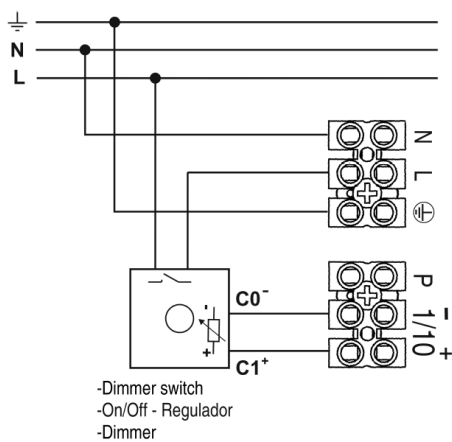 N
L
N
L
P
- 1/10 +
C0⁻
- +
C1⁺
-Dimmer switch
-On/Off - Regulador
-Dimmer